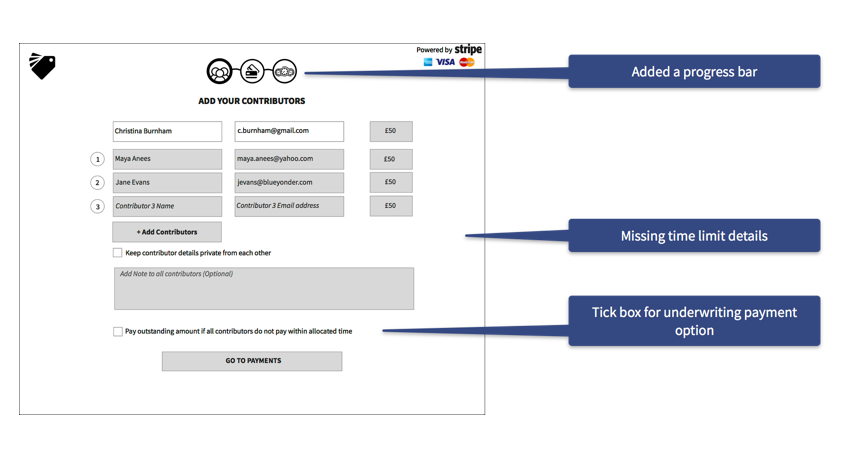 Powered by stripe
VISA
Added a progress bar
ADD YOUR CONTRIBUTORS
Christina Burnham c.burnham@gmail.com £50
1 Maya Anees maya.anees@yahoo.com £50
2 Jane Evans jevans@blueyonder.com £50
3 Contributor 3 Name Contributor 3 Email address £50
+ Add Contributors
Missing time limit details
Keep contributor details private from each other
Add Note to all contributors (Optional)
Tick box for underwriting payment
option
Pay outstanding amount if all contributors do not pay within allocated time
GO TO PAYMENTS